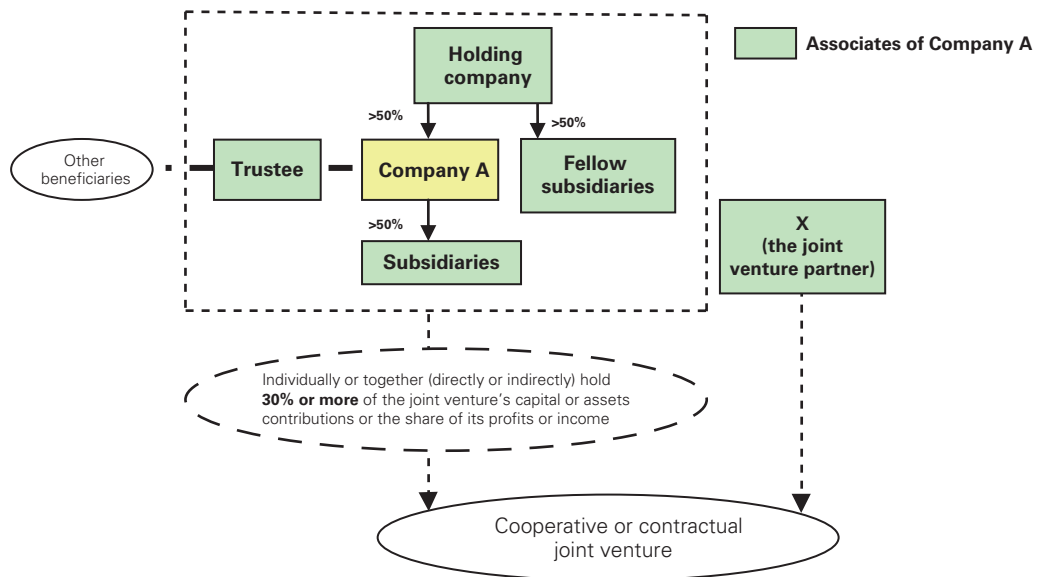 Associates of Company A
Holding
company
>50%
>50%
Other
beneficiaries
Trustee
Company A
Fellow
subsidiaries
>50%
Subsidiaries
X
(the joint
venture partner)
Individually or together (directly or indirectly) hold
30% or more of the joint venture's capital or assets
contributions or the share of its profits or income
Cooperative or contractual
joint venture